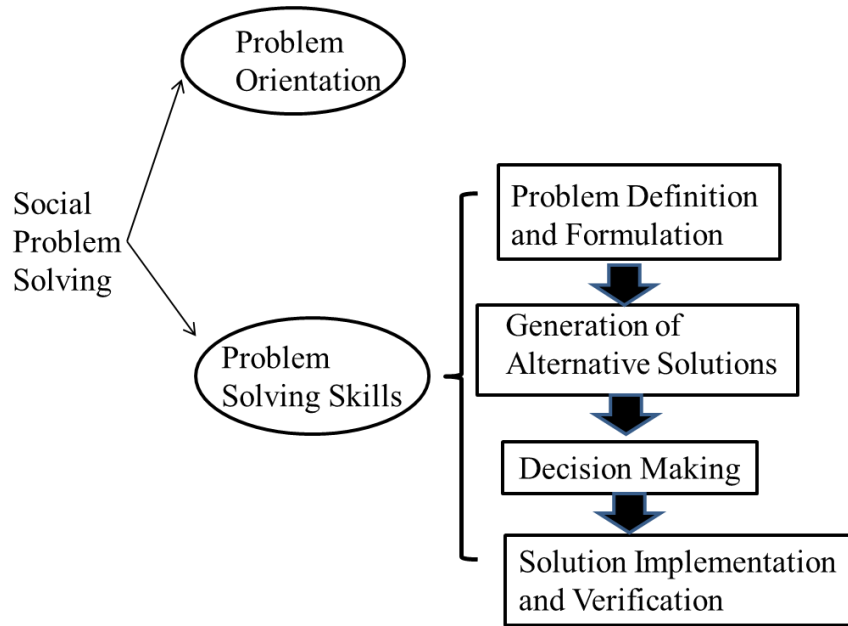 Problem
Orientation
Social
Problem
Solving
Problem
Solving Skills
Problem Definition
and Formulation
Generation of
Alternative Solutions
Decision Making
Solution Implementation
and Verification